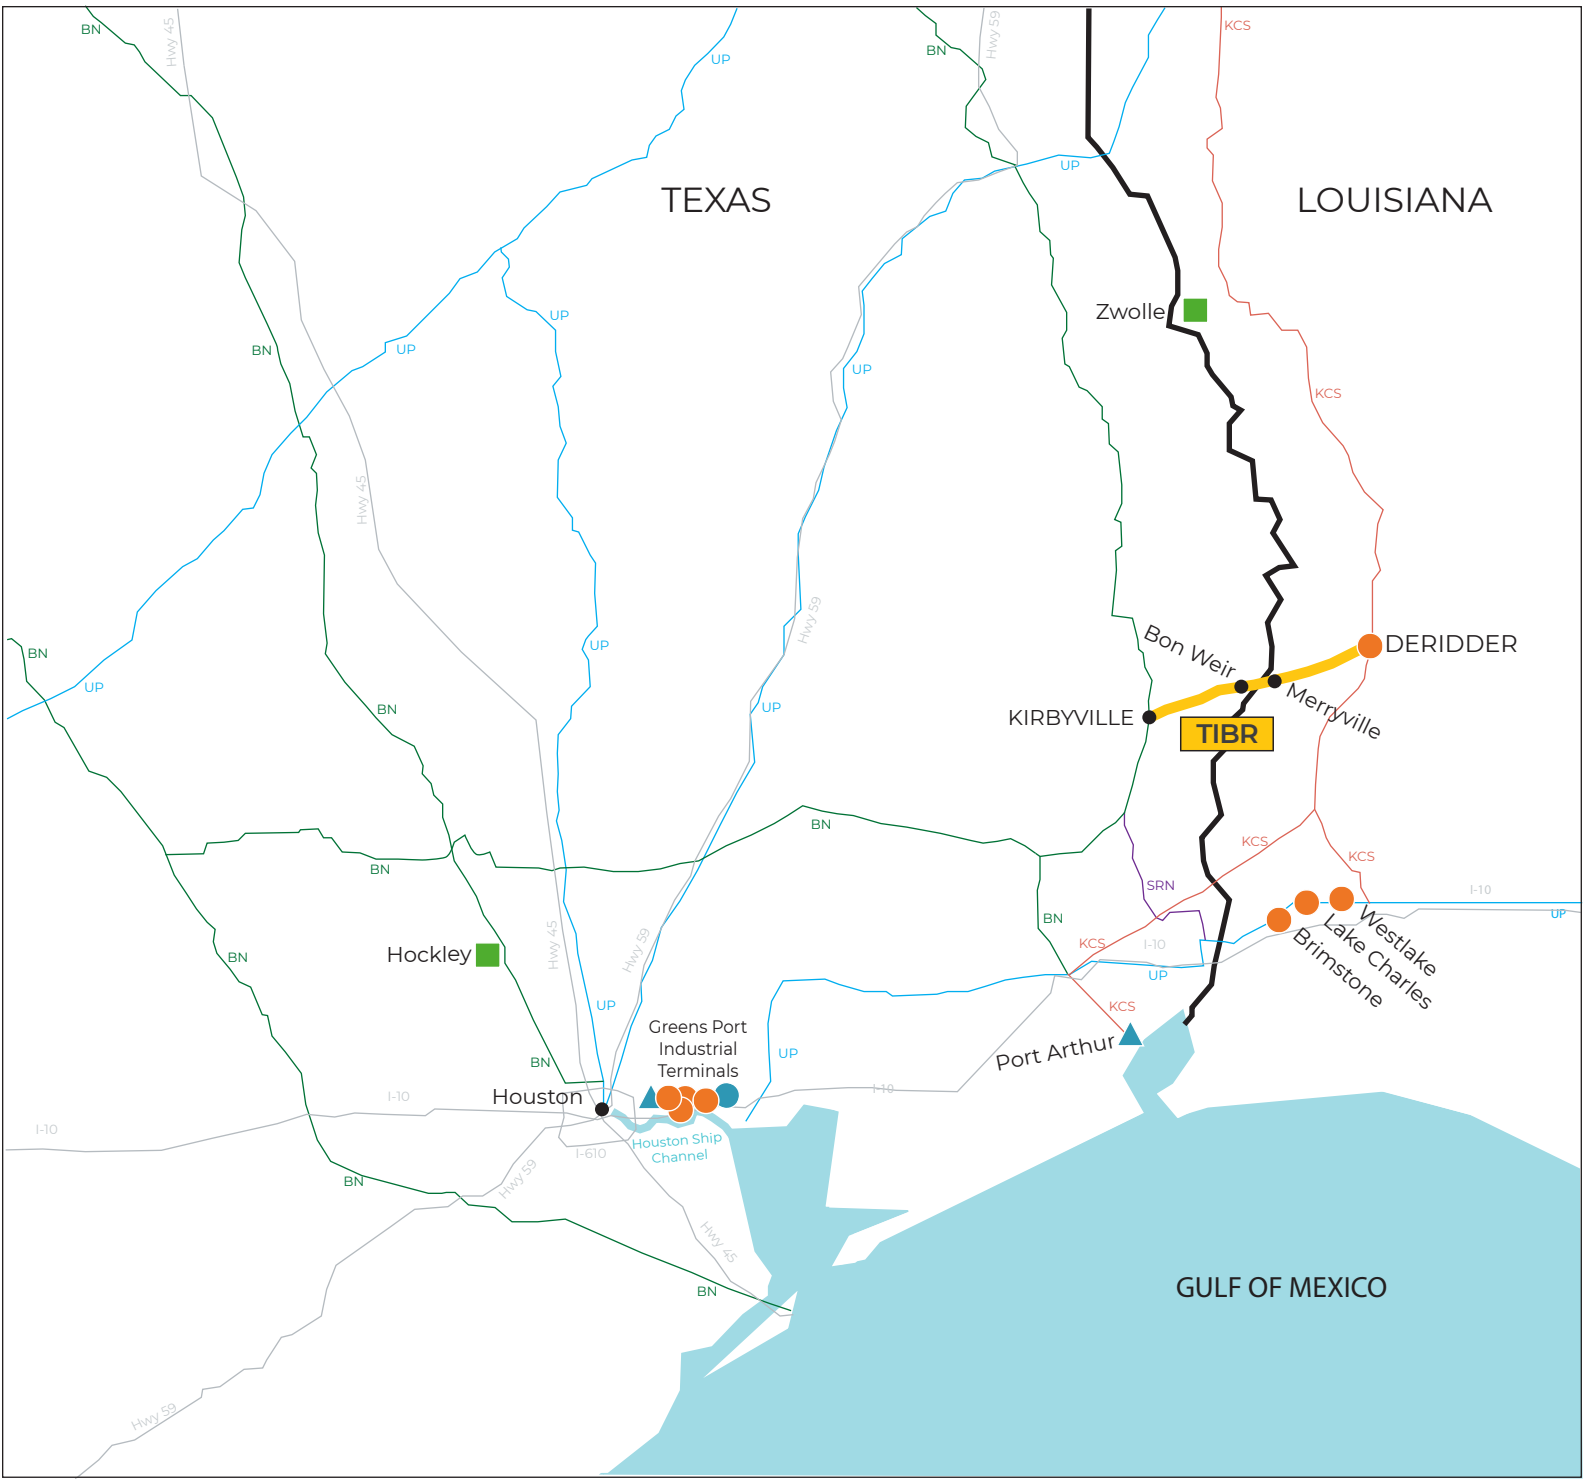 BN
Hwy 45
UP
BN
Hwy 59
KCS
UP
TEXAS
LOUISIANA
Zwolle
UP
BN
UP
UP
KCS
Hwy 45
Hwy 59
BN
UP
UP
BN
UP
Bon Weir
DERIDDER
KIRBYVILLE
Merryville
TIBR
BN
BN
KCS
KCS
SRN
I-10
UP
BN
KCS
I-10
UP
Westlake
Lake Charles
Brimstone
Hwy 45
Hwy 59
BN
Hockley
UP
KCS
Greens Port
Industrial
Terminals
Port Arthur
UP
BN
Houston
I-10
I-10
I-10
Houston Ship
Channel
I-610
Hwy 59
BN
Hwy 45
BN
GULF OF MEXICO
Hwy 59